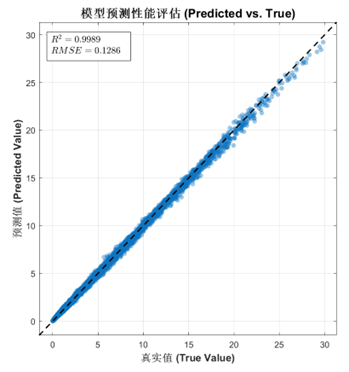 模型预测性能评估 (Predicted vs. True)
R² = 0.9989
RMSE = 0.1286
30
25
20
15
10
5
0
预测值 (Predicted Value)
0 5 10 15 20 25 30
真实值 (True Value)